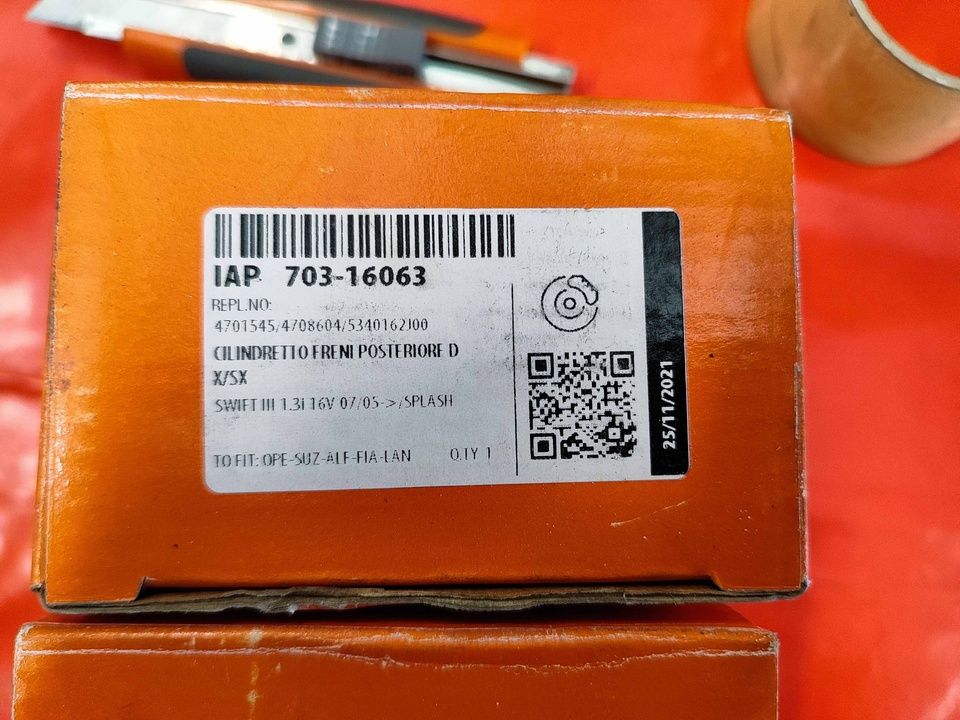 IAP 703-16063
REPL.NO:
4701545/4708604/5340162J00
CILINDRETTO FRENI POSTERIORE D
X/SX
SWIFT III 1.3i 16V 07/05->/SPLASH
TO FIT: OPE-SUZ-ALF-FIA-LAN Q.TY 1
25/11/2021